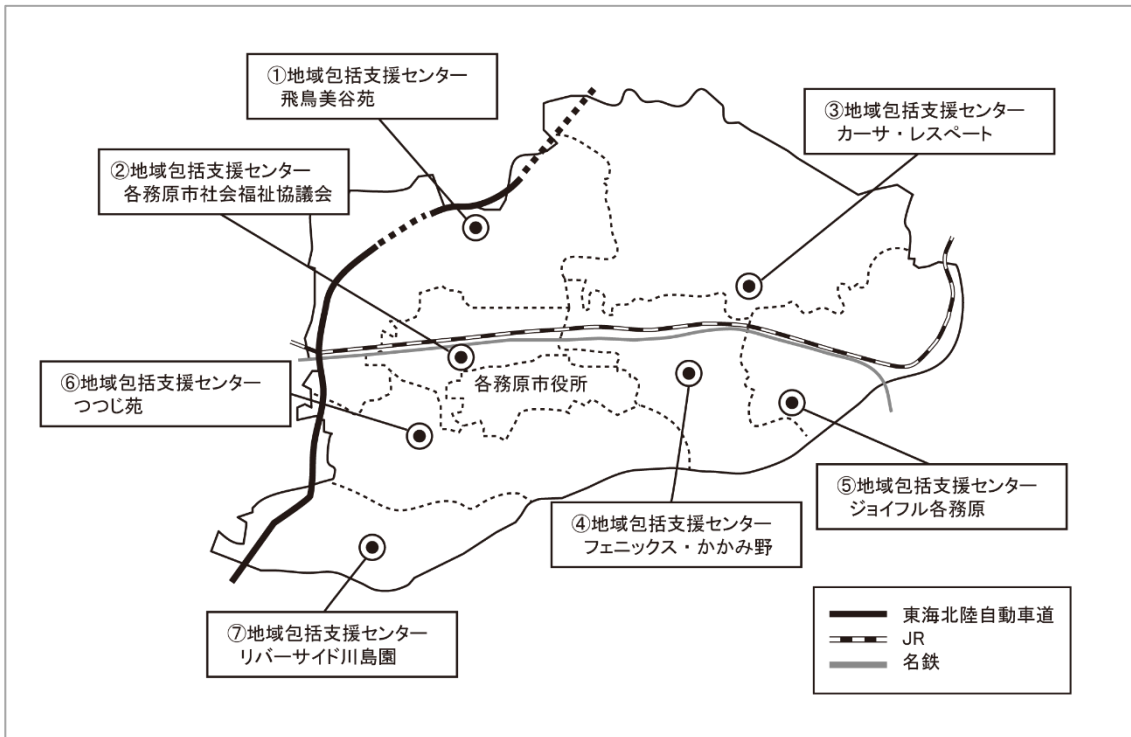 ①地域包括支援センター
飛鳥美谷苑
②地域包括支援センター
各務原市社会福祉協議会
③地域包括支援センター
カーサ・レスペート
⑥地域包括支援センター
つつじ苑
各務原市役所
⑤地域包括支援センター
ジョイフル各務原
④地域包括支援センター
フェニックス・かかみ野
⑦地域包括支援センター
リバーサイド川島園
東海北陸自動車道
JR
名鉄